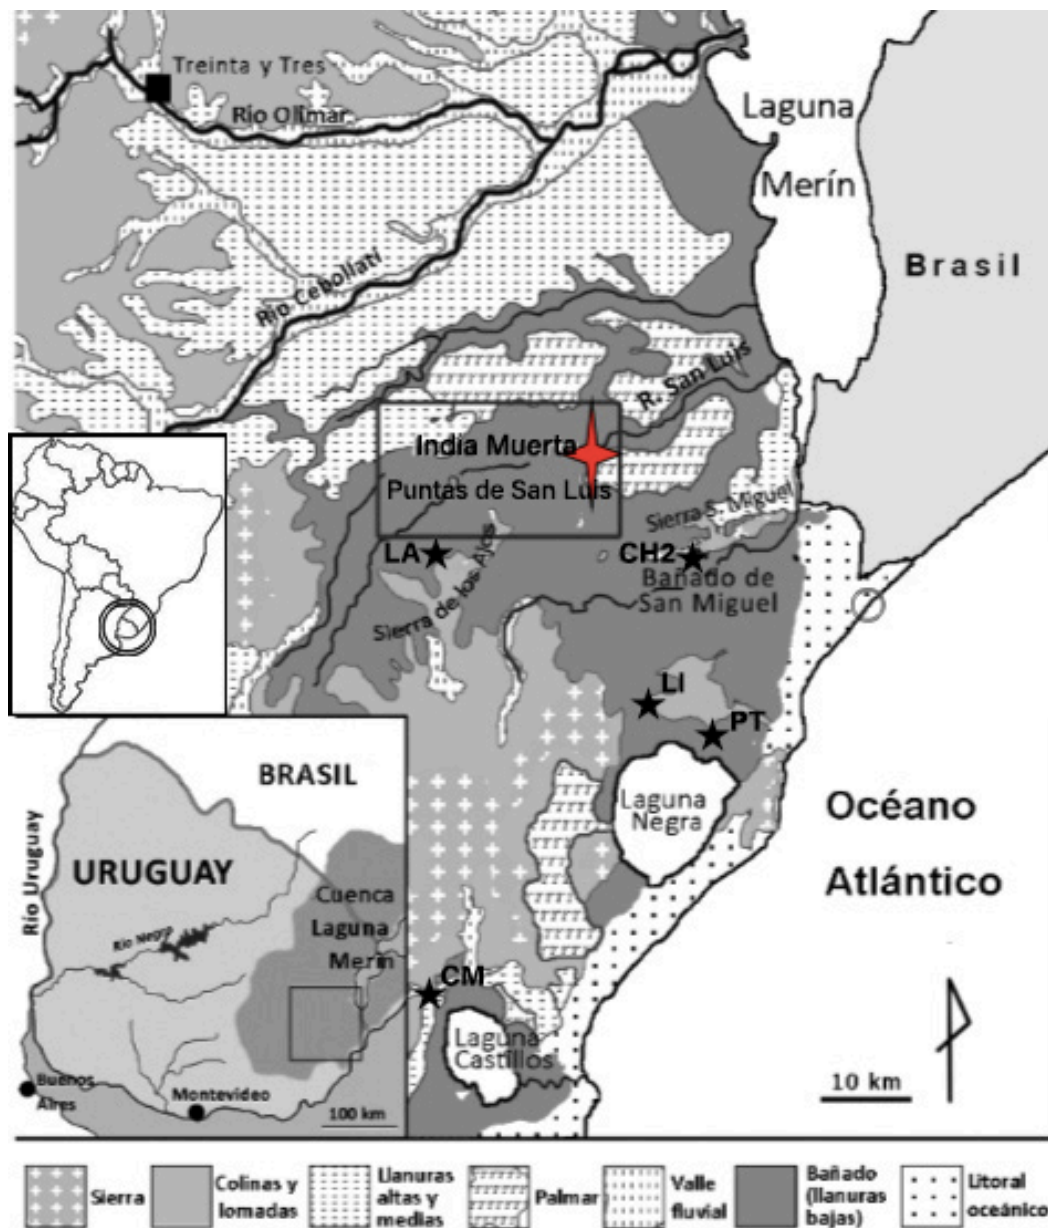 Treinta y Tres
Río Olimar
Laguna
Merín
Brasil
Río Cebollatí
R. San Luis
India Muerta
Puntas de San Luis
Sierra S. Miguel
LA
CH2
Bañado de
San Miguel
Sierra de los Ajos
LI
PT
Laguna
Negra
Océano
Atlántico
BRASIL
URUGUAY
Río Uruguay
Cuenca
Laguna
Merín
Río Negro
CM
Laguna
Castillos
Buenos
Aires
Montevideo
100 km
10 km
Sierra
Colinas y
lomadas
Llanuras
altas y
medias
Palmar
Valle
fluvial
Bañado
(llanuras
bajas)
Litoral
oceánico